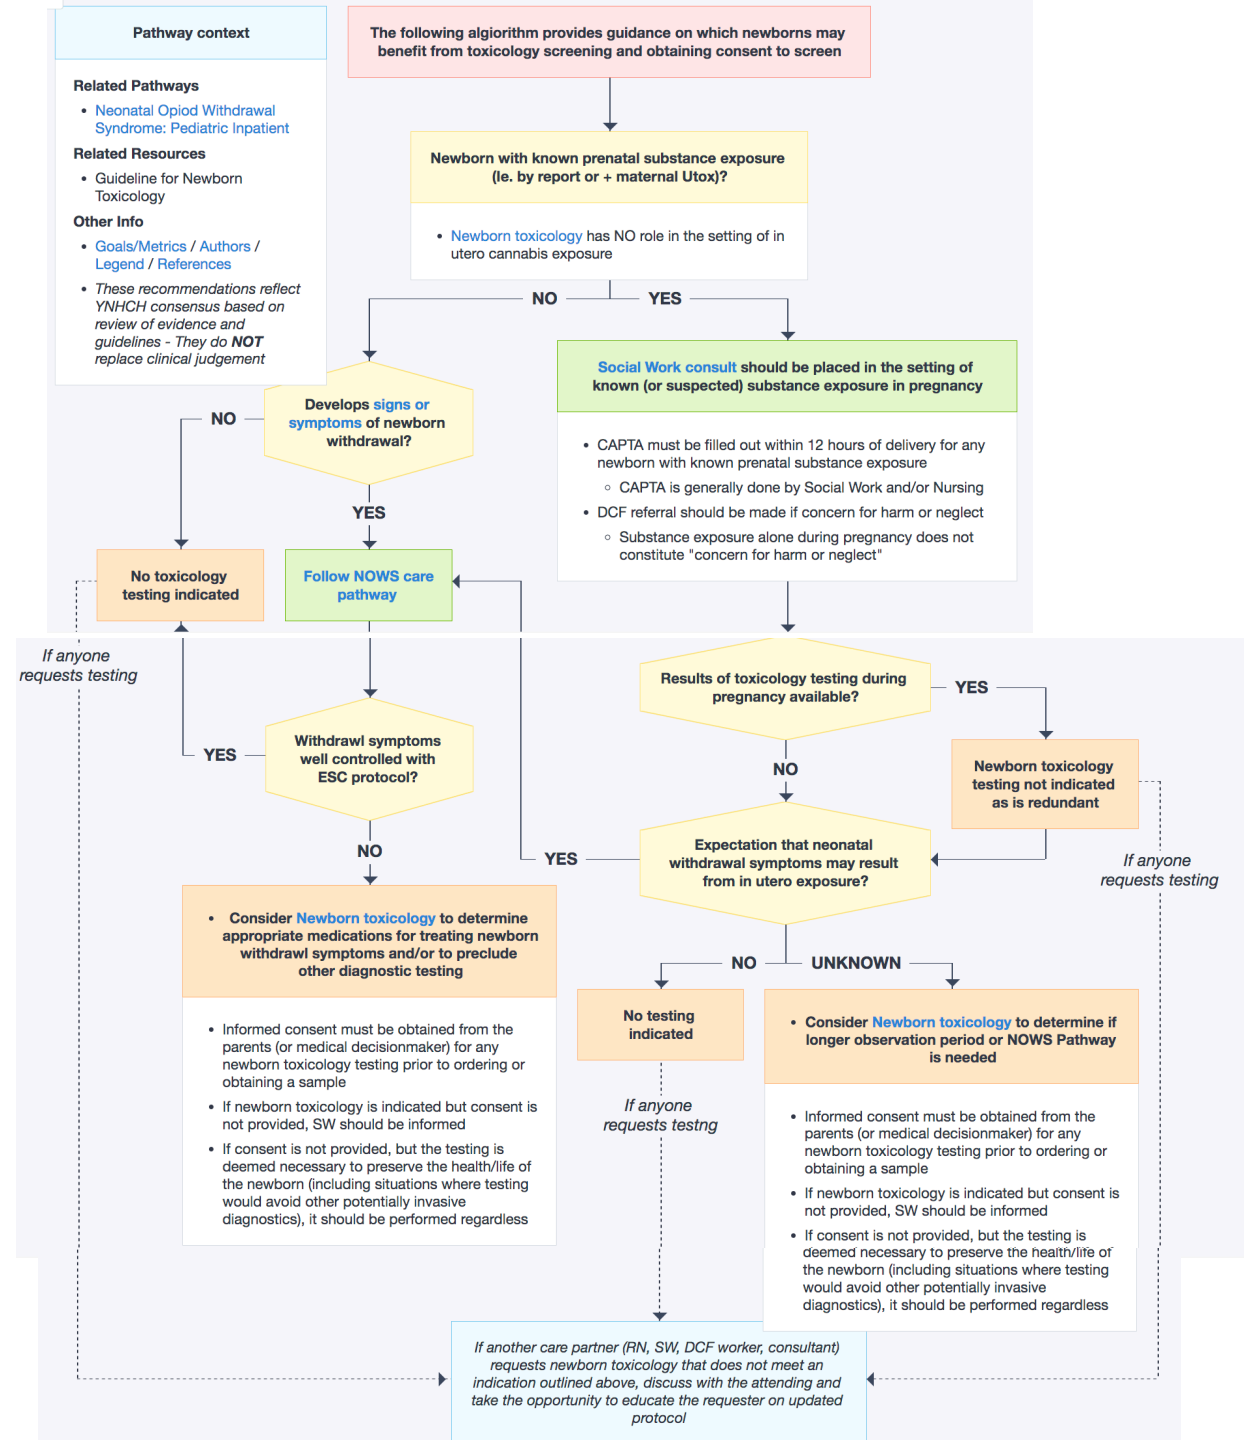 Pathway context
Related Pathways
• Neonatal Opiod Withdrawal
Syndrome: Pediatric Inpatient
Related Resources
• Guideline for Newborn
Toxicology
Other Info
• Goals/Metrics / Authors /
Legend / References
• These recommendations reflect
YNHCH consensus based on
review of evidence and
guidelines - They do NOT
replace clinical judgement
The following algiorithm provides guidance on which newborns may
benefit from toxicology screening and obtaining consent to screen
Newborn with known prenatal substance exposure
(Ie. by report or + maternal Utox)?
• Newborn toxicology has NO role in the setting of in
utero cannabis exposure
NO
YES
Develops signs or
symptoms of newborn
withdrawal?
NO
YES
No toxicology
testing indicated
Follow NOWS care
pathway
Social Work consult should be placed in the setting of
known (or suspected) substance exposure in pregnancy
• CAPTA must be filled out within 12 hours of delivery for any
newborn with known prenatal substance exposure
○ CAPTA is generally done by Social Work and/or Nursing
• DCF referral should be made if concern for harm or neglect
○ Substance exposure alone during pregnancy does not
constitute "concern for harm or neglect"
If anyone
requests testing
Withdrawl symptoms
well controlled with
ESC protocol?
YES
NO
Results of toxicology testing during
pregnancy available?
YES
NO
Newborn toxicology
testing not indicated
as is redundant
If anyone
requests testing
Expectation that neonatal
withdrawal symptoms may result
from in utero exposure?
YES
NO
UNKNOWN
• Consider Newborn toxicology to determine
appropriate medications for treating newborn
withdrawl symptoms and/or to preclude
other diagnostic testing
• Informed consent must be obtained from the
parents (or medical decisionmaker) for any
newborn toxicology testing prior to ordering or
obtaining a sample
• If newborn toxicology is indicated but consent is
not provided, SW should be informed
• If consent is not provided, but the testing is
deemed necessary to preserve the health/life of
the newborn (including situations where testing
would avoid other potentially invasive
diagnostics), it should be performed regardless
No testing
indicated
If anyone
requests testng
• Consider Newborn toxicology to determine if
longer observation period or NOWS Pathway
is needed
• Informed consent must be obtained from the
parents (or medical decisionmaker) for any
newborn toxicology testing prior to ordering or
obtaining a sample
• If newborn toxicology is indicated but consent is
not provided, SW should be informed
• If consent is not provided, but the testing is
deemed necessary to preserve the health/life of
the newborn (including situations where testing
would avoid other potentially invasive
diagnostics), it should be performed regardless
If another care partner (RN, SW, DCF worker, consultant)
requests newborn toxicology that does not meet an
indication outlined above, discuss with the attending and
take the opportunity to educate the requester on updated
protocol